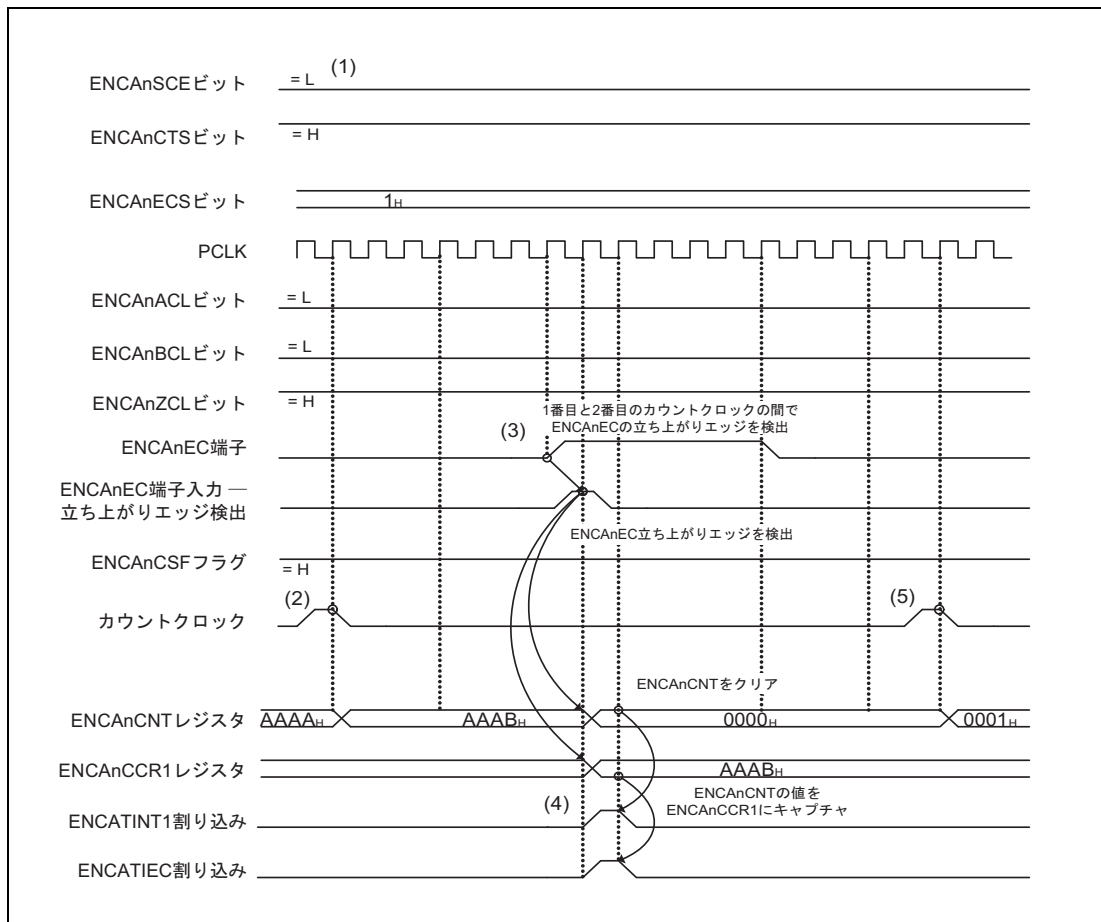 ENCAnSCEビット = L (1)
ENCAnCTSビット = H
ENCAnECSビット 1H
PCLK
ENCAnACLビット = L
ENCAnBCLビット = L
ENCAnZCLビット = H
1番目と2番目のカウントクロックの間で
ENCAnECの立ち上がりエッジを検出
(3)
ENCAnEC端子
ENCAnEC端子入力 ―
立ち上がりエッジ検出
ENCAnEC立ち上がりエッジを検出
ENCAnCSFフラグ = H
(2) (5)
カウントクロック
ENCAnCNTをクリア
ENCAnCNTレジスタ AAAAH AAABH 0000H 0001H
ENCAnCCR1レジスタ AAABH
ENCAnCNTの値を
ENCAnCCR1にキャプチャ
(4)
ENCATINT1割り込み
ENCATIEC割り込み